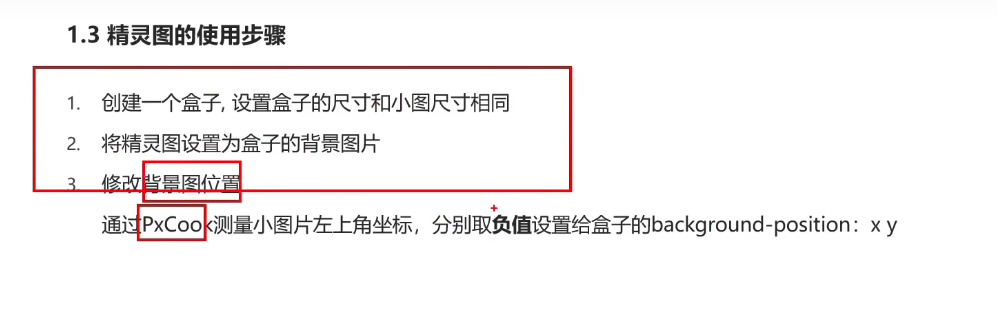 1.3 精灵图的使用步骤
1. 创建一个盒子, 设置盒子的尺寸和小图尺寸相同
2. 将精灵图设置为盒子的背景图片
3. 修改背景图位置
通过PxCook测量小图片左上角坐标，分别取负值设置给盒子的background-position：x y